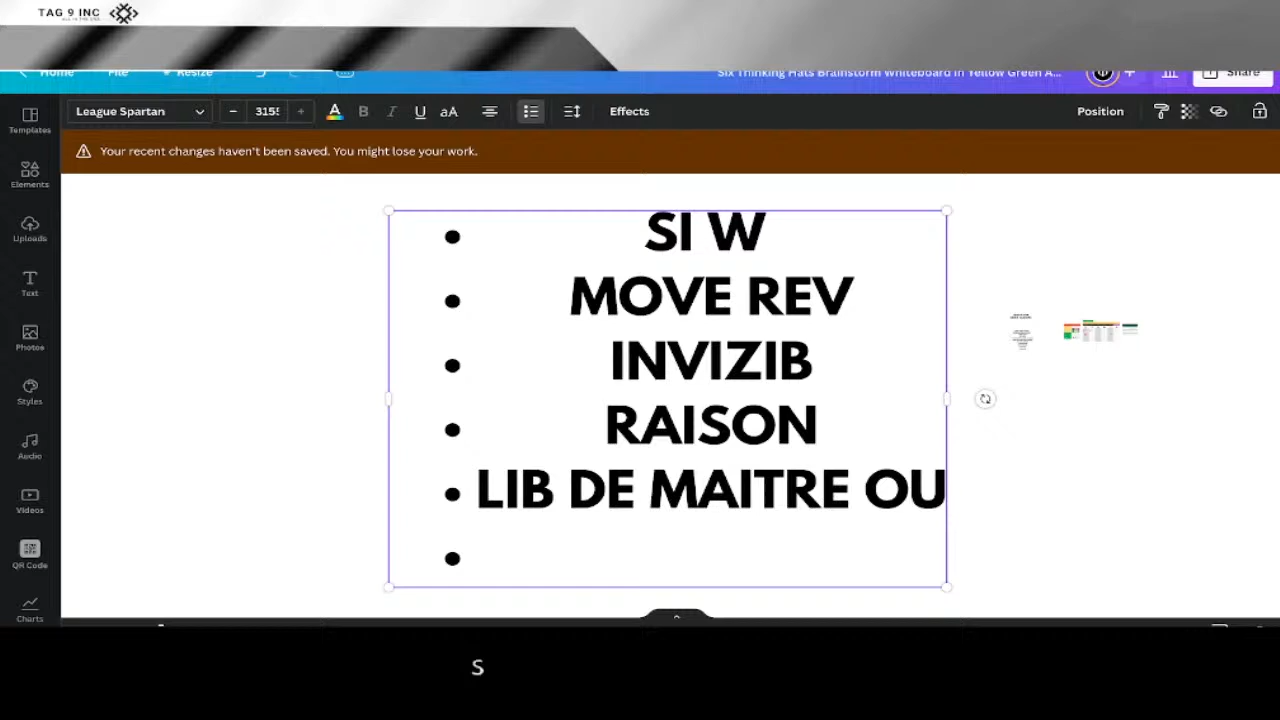 TAG 9 INC
Home File Resize Six Thinking Hats Brainstorm Whiteboard in Yellow Green A... Share
League Spartan 315 A B I U aA Effects Position
Your recent changes haven't been saved. You might lose your work.
Templates
Elements
Uploads
Text
Photos
Styles
Audio
Videos
QR Code
Charts
SI W
MOVE REV
INVIZIB
RAISON
LIB DE MAITRE OU
S